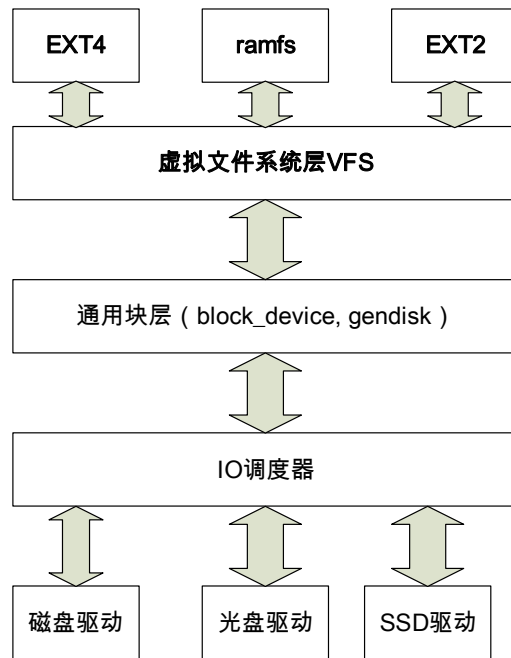 EXT4
ramfs
EXT2
虚拟文件系统层VFS
通用块层（block_device, gendisk）
IO调度器
磁盘驱动
光盘驱动
SSD驱动